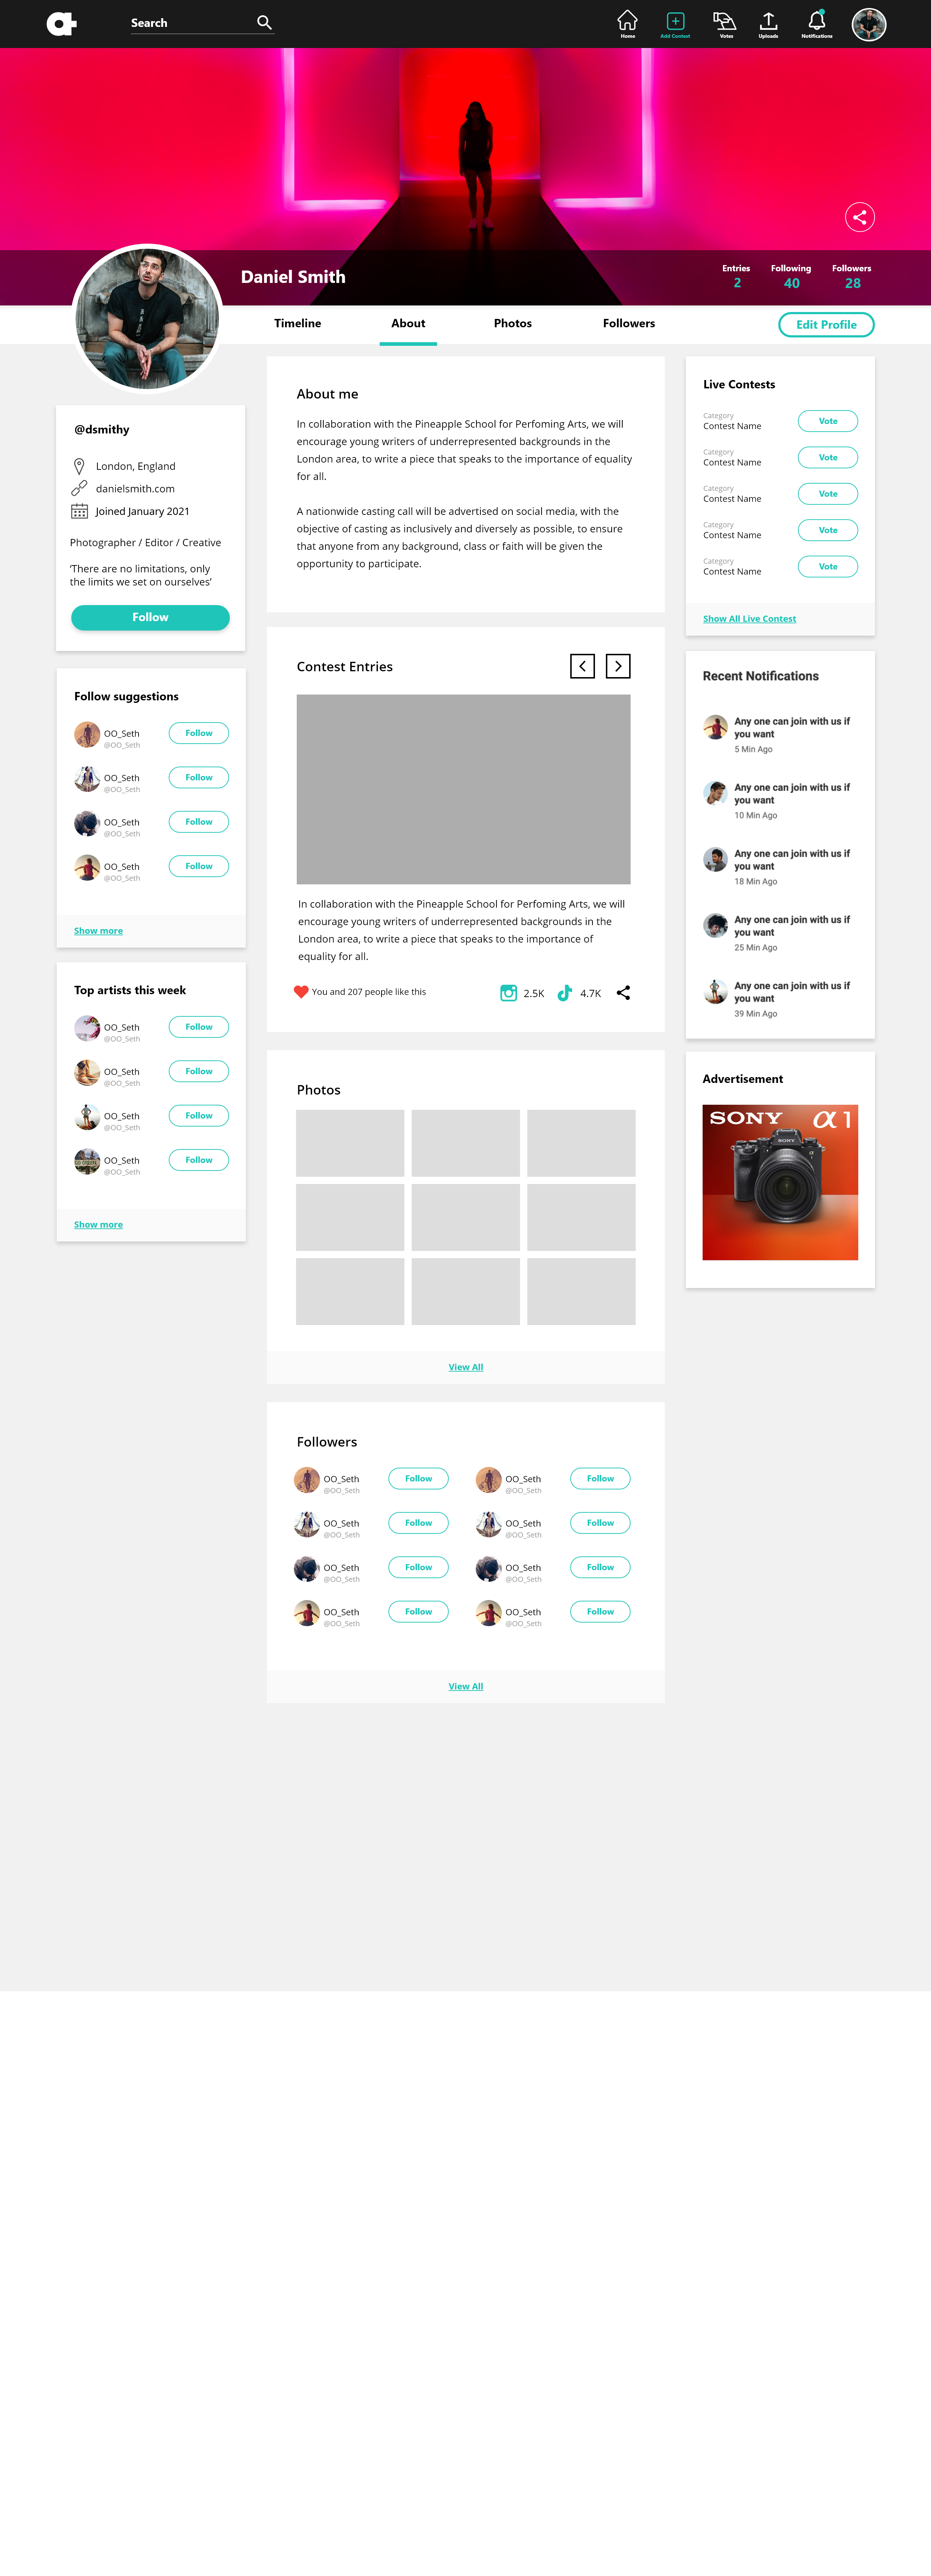 a+
Search
Home
Add Contest
Votes
Uploads
Notifications
Daniel Smith
Entries
2
Following
40
Followers
28
Timeline
About
Photos
Followers
Edit Profile
@dsmithy
London, England
danielsmith.com
Joined January 2021
Photographer / Editor / Creative
‘There are no limitations, only
the limits we set on ourselves’
Follow
Follow suggestions
OO_Seth
@OO_Seth
Follow
OO_Seth
@OO_Seth
Follow
OO_Seth
@OO_Seth
Follow
OO_Seth
@OO_Seth
Follow
Show more
Top artists this week
OO_Seth
@OO_Seth
Follow
OO_Seth
@OO_Seth
Follow
OO_Seth
@OO_Seth
Follow
OO_Seth
@OO_Seth
Follow
Show more
About me
In collaboration with the Pineapple School for Perfoming Arts, we will
encourage young writers of underrepresented backgrounds in the
London area, to write a piece that speaks to the importance of equality
for all.
A nationwide casting call will be advertised on social media, with the
objective of casting as inclusively and diversely as possible, to ensure
that anyone from any background, class or faith will be given the
opportunity to participate.
Contest Entries
In collaboration with the Pineapple School for Perfoming Arts, we will
encourage young writers of underrepresented backgrounds in the
London area, to write a piece that speaks to the importance of
equality for all.
You and 207 people like this
2.5K
4.7K
Photos
View All
Followers
OO_Seth
@OO_Seth
Follow
OO_Seth
@OO_Seth
Follow
OO_Seth
@OO_Seth
Follow
OO_Seth
@OO_Seth
Follow
OO_Seth
@OO_Seth
Follow
OO_Seth
@OO_Seth
Follow
OO_Seth
@OO_Seth
Follow
OO_Seth
@OO_Seth
Follow
View All
Live Contests
Category
Contest Name
Vote
Category
Contest Name
Vote
Category
Contest Name
Vote
Category
Contest Name
Vote
Category
Contest Name
Vote
Show All Live Contest
Recent Notifications
Any one can join with us if
you want
5 Min Ago
Any one can join with us if
you want
10 Min Ago
Any one can join with us if
you want
18 Min Ago
Any one can join with us if
you want
25 Min Ago
Any one can join with us if
you want
39 Min Ago
Advertisement
SONY α1
SONY